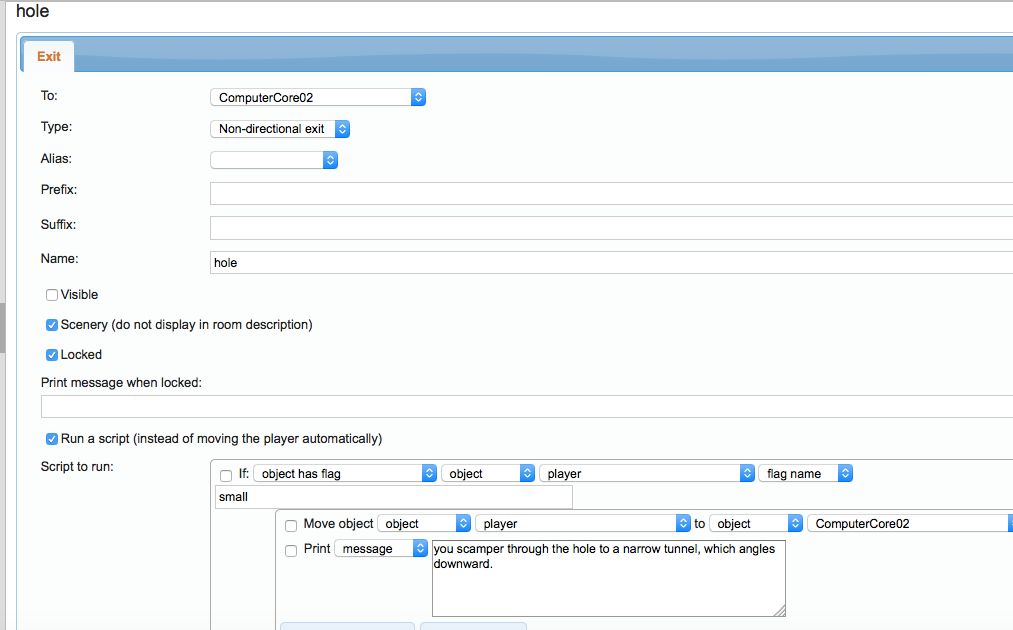 hole
Exit
To: ComputerCore02
Type: Non-directional exit
Alias:
Prefix:
Suffix:
Name: hole
Visible
Scenery (do not display in room description)
Locked
Print message when locked:
Run a script (instead of moving the player automatically)
Script to run: If: object has flag object player flag name
small
Move object object player to object ComputerCore02
Print message you scamper through the hole to a narrow tunnel, which angles
downward.